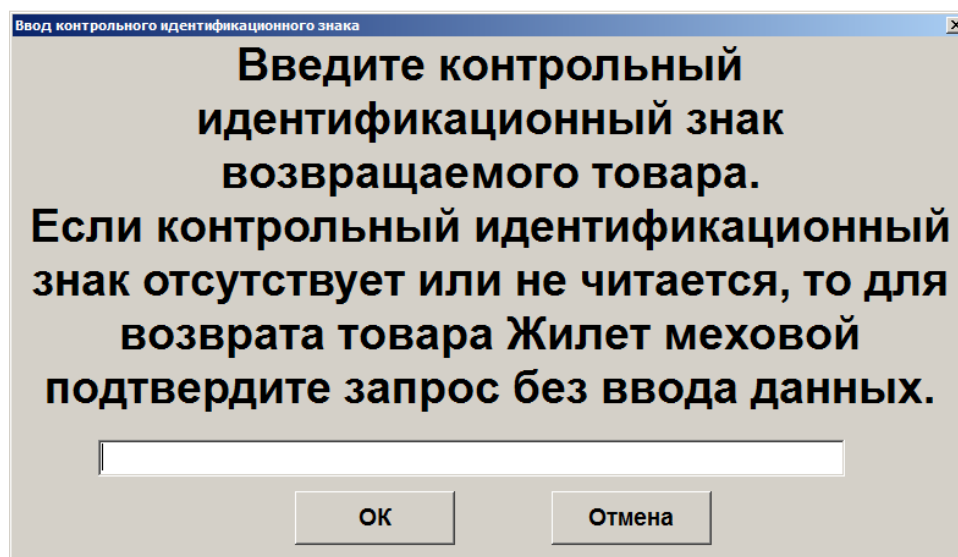 Ввод контрольного идентификационного знака
Введите контрольный
идентификационный знак
возвращаемого товара.
Если контрольный идентификационный
знак отсутствует или не читается, то для
возврата товара Жилет меховой
подтвердите запрос без ввода данных.
ОК
Отмена